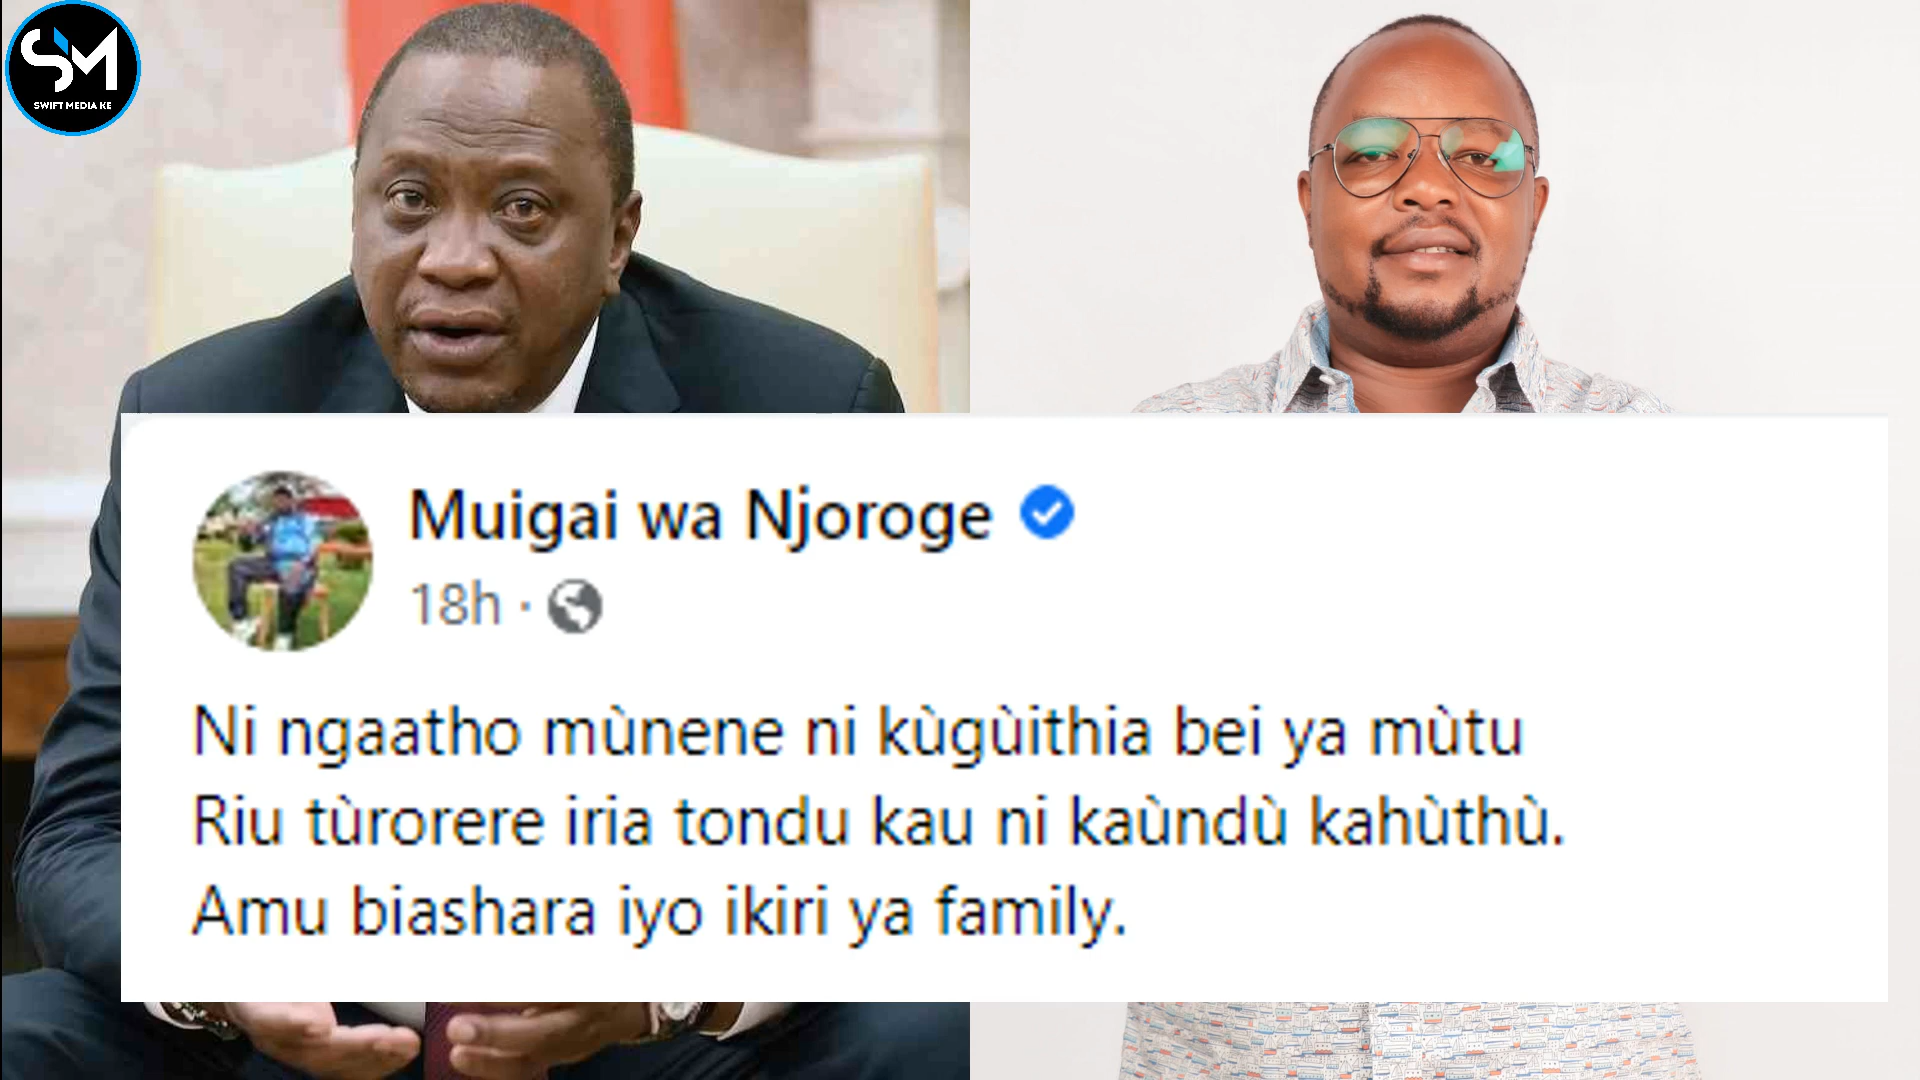 SM
SWIFT MEDIA KE
Muigai wa Njoroge
18h ·
Ni ngaatho mùnene ni kùgùithia bei ya mùtu
Riu tùrorere iria tondu kau ni kaùndù kahùthù.
Amu biashara iyo ikiri ya family.